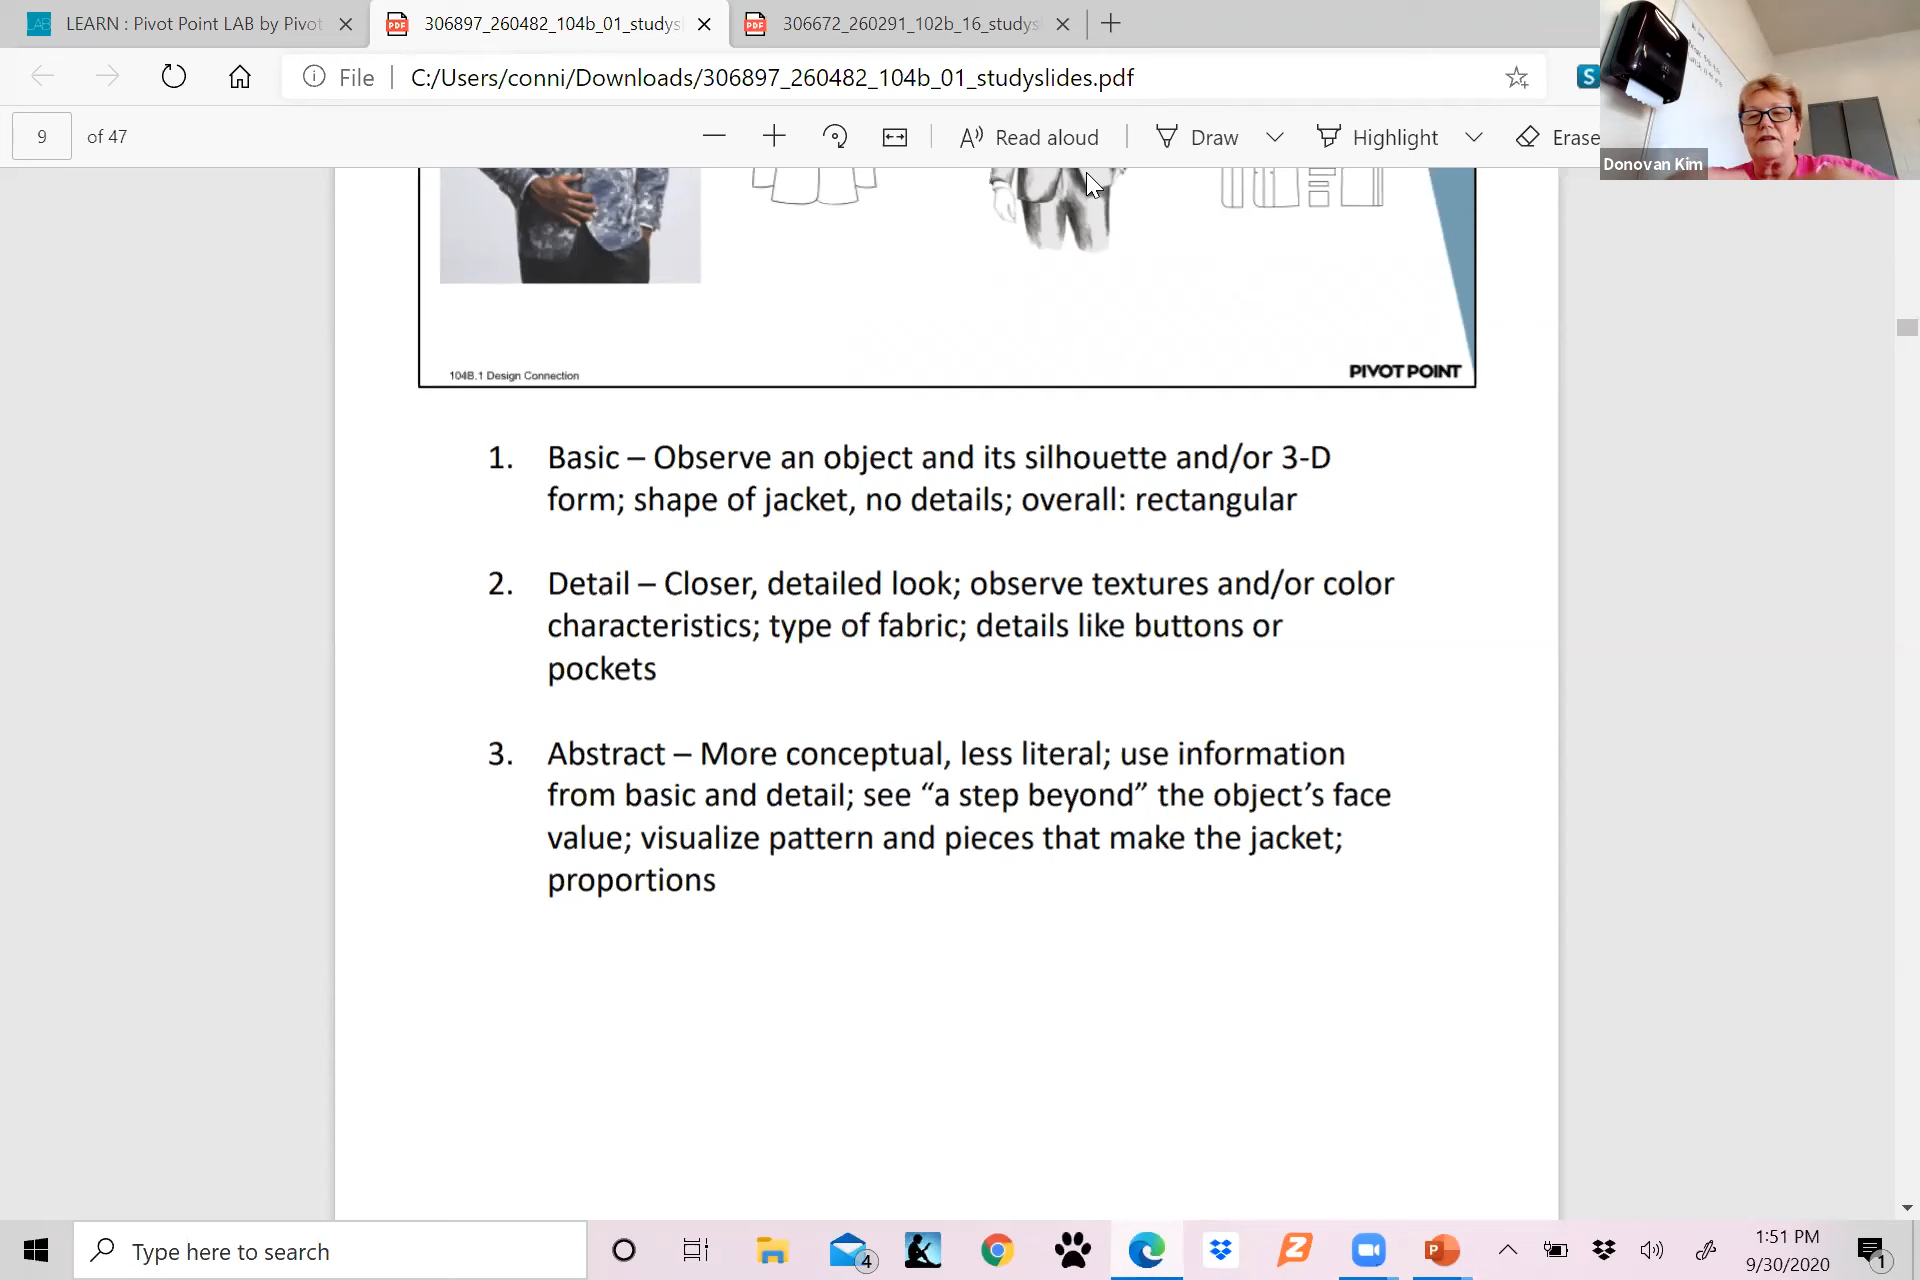 LEARN : Pivot Point LAB by Pivot
306897_260482_104b_01_studys
306672_260291_102b_16_studys
File
C:/Users/conni/Downloads/306897_260482_104b_01_studyslides.pdf
S
9 of 47
Read aloud
Draw
Highlight
Erase
Donovan Kim
104B.1 Design Connection
PIVOT POINT
1. Basic – Observe an object and its silhouette and/or 3-D
form; shape of jacket, no details; overall: rectangular
2. Detail – Closer, detailed look; observe textures and/or color
characteristics; type of fabric; details like buttons or
pockets
3. Abstract – More conceptual, less literal; use information
from basic and detail; see “a step beyond” the object’s face
value; visualize pattern and pieces that make the jacket;
proportions
Type here to search
4
1:51 PM
9/30/2020
1